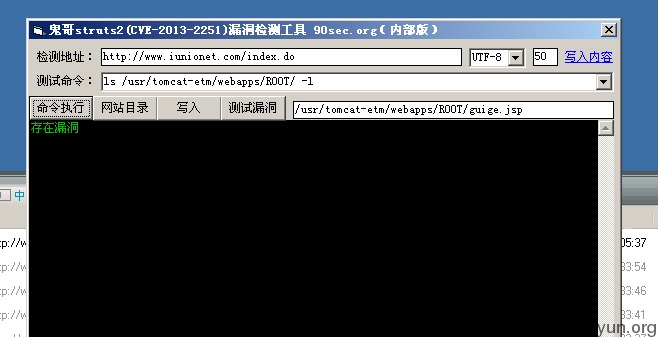 鬼哥struts2(CVE-2013-2251)漏洞检测工具 90sec.org(内部版)
检测地址: http://www.iunionet.com/index.do UTF-8 50 写入内容
测试命令: ls /usr/tomcat-etm/webapps/ROOT/ -l
命令执行 网站目录 写入 测试漏洞 /usr/tomcat-etm/webapps/ROOT/guige.jsp
存在漏洞
中
05:37
33:54
33:46
33:41
yun.org